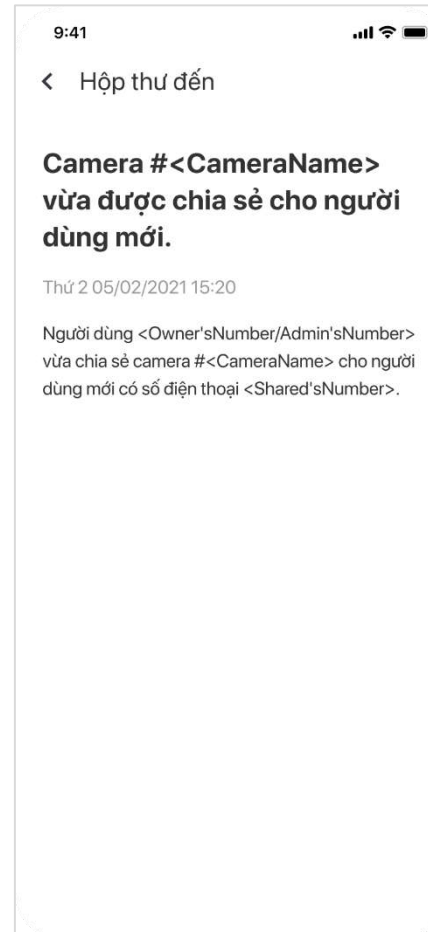 9:41
Hộp thư đến
Camera #<CameraName>
vừa được chia sẻ cho người
dùng mới.
Thứ 2 05/02/2021 15:20
Người dùng <Owner'sNumber/Admin'sNumber>
vừa chia sẻ camera #<CameraName> cho người
dùng mới có số điện thoại <Shared'sNumber>.